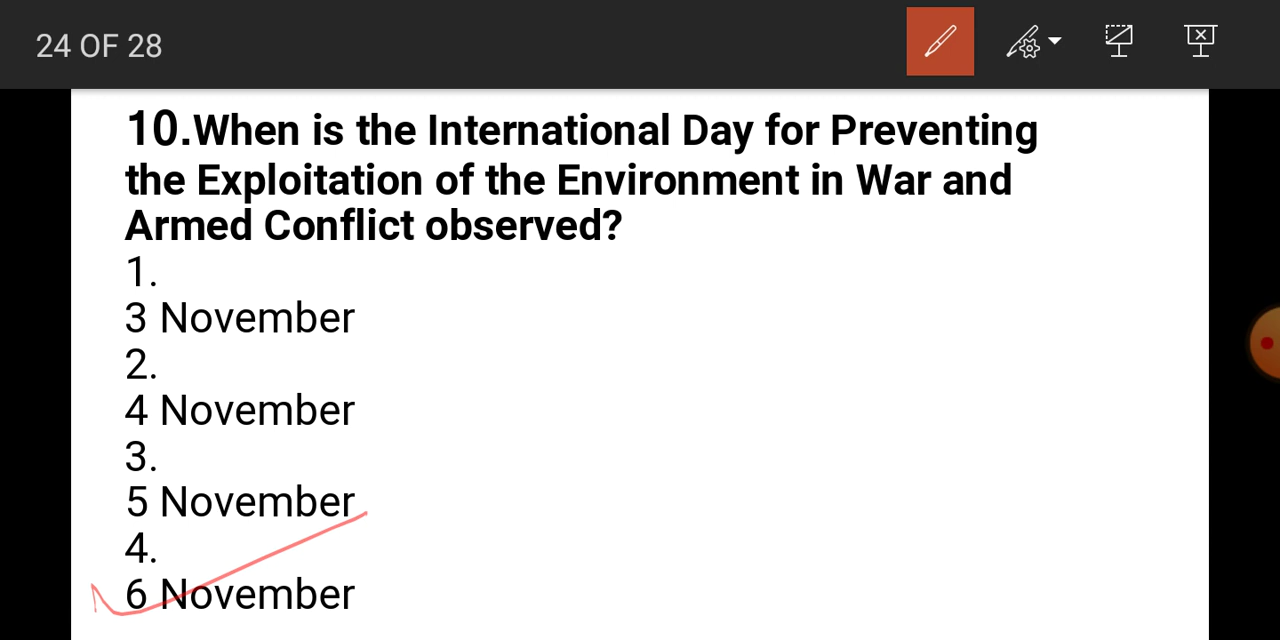 24 OF 28
10.When is the International Day for Preventing
the Exploitation of the Environment in War and
Armed Conflict observed?
1.
3 November
2.
4 November
3.
5 November
4.
6 November